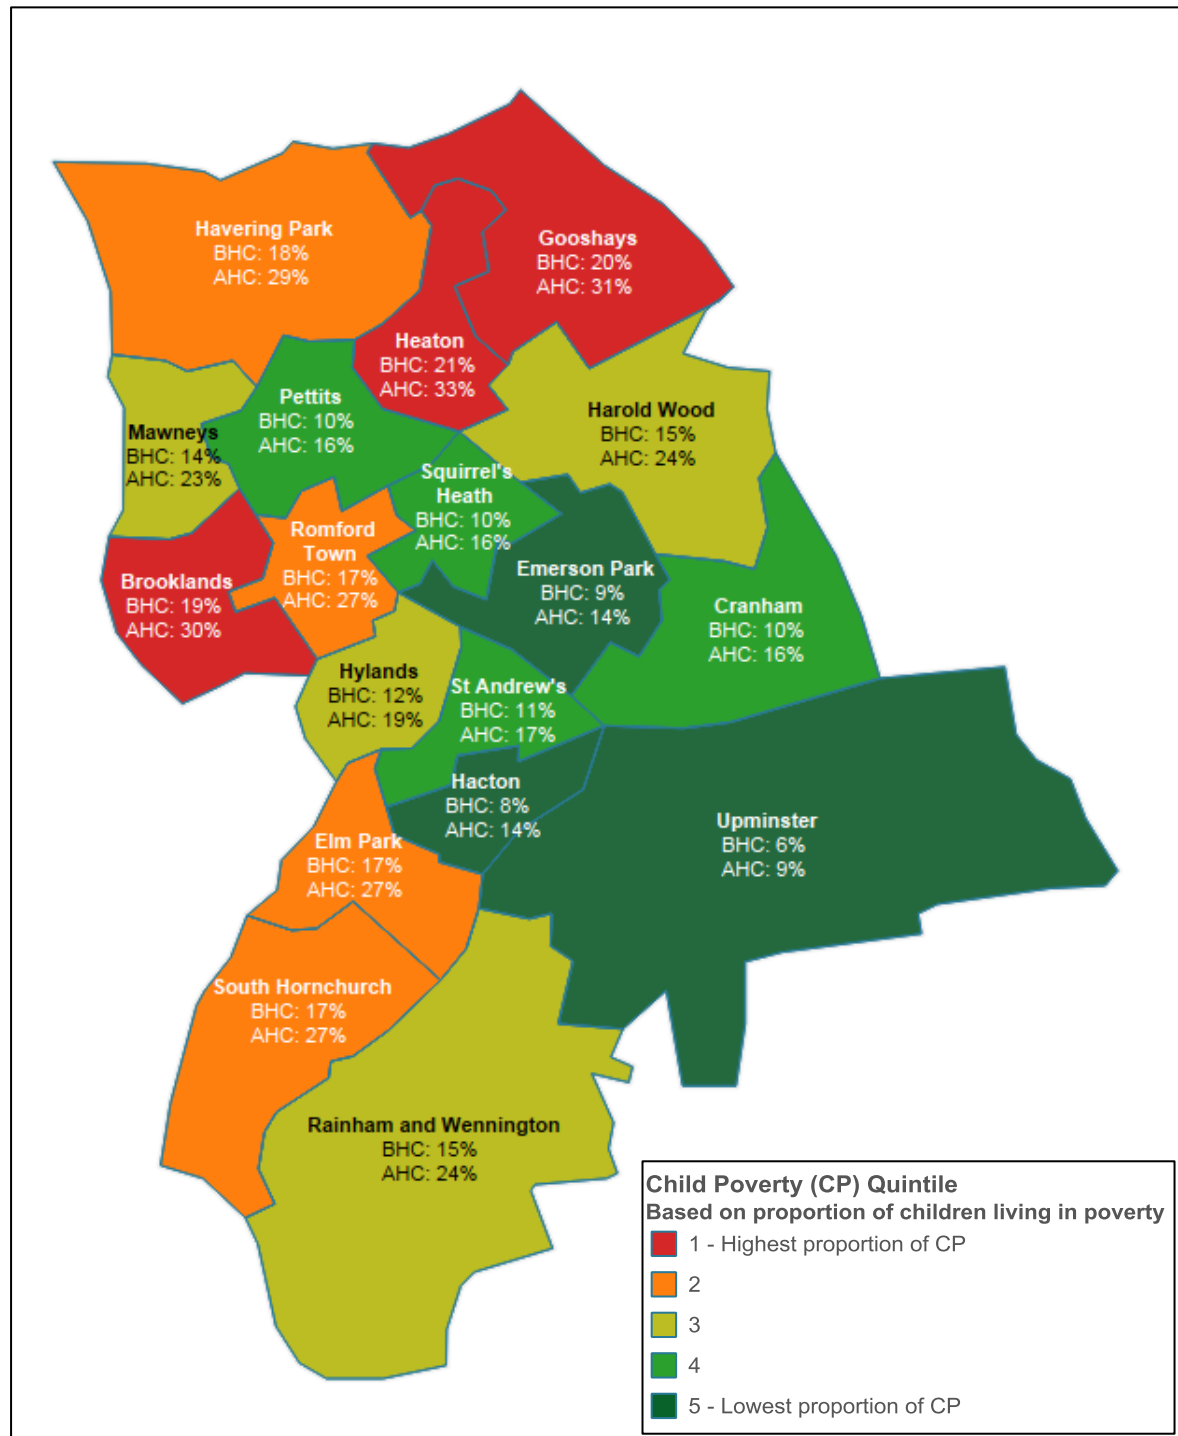 Havering Park
BHC: 18%
AHC: 29%
Gooshays
BHC: 20%
AHC: 31%
Heaton
BHC: 21%
AHC: 33%
Pettits
BHC: 10%
AHC: 16%
Harold Wood
BHC: 15%
AHC: 24%
Mawneys
BHC: 14%
AHC: 23%
Squirrel's
Heath
BHC: 10%
AHC: 16%
Romford
Town
BHC: 17%
AHC: 27%
Emerson Park
BHC: 9%
AHC: 14%
Brooklands
BHC: 19%
AHC: 30%
Cranham
BHC: 10%
AHC: 16%
Hylands
BHC: 12%
AHC: 19%
St Andrew's
BHC: 11%
AHC: 17%
Hacton
BHC: 8%
AHC: 14%
Upminster
BHC: 6%
AHC: 9%
Elm Park
BHC: 17%
AHC: 27%
South Hornchurch
BHC: 17%
AHC: 27%
Rainham and Wennington
BHC: 15%
AHC: 24%
Child Poverty (CP) Quintile
Based on proportion of children living in poverty
1 - Highest proportion of CP
2
3
4
5 - Lowest proportion of CP